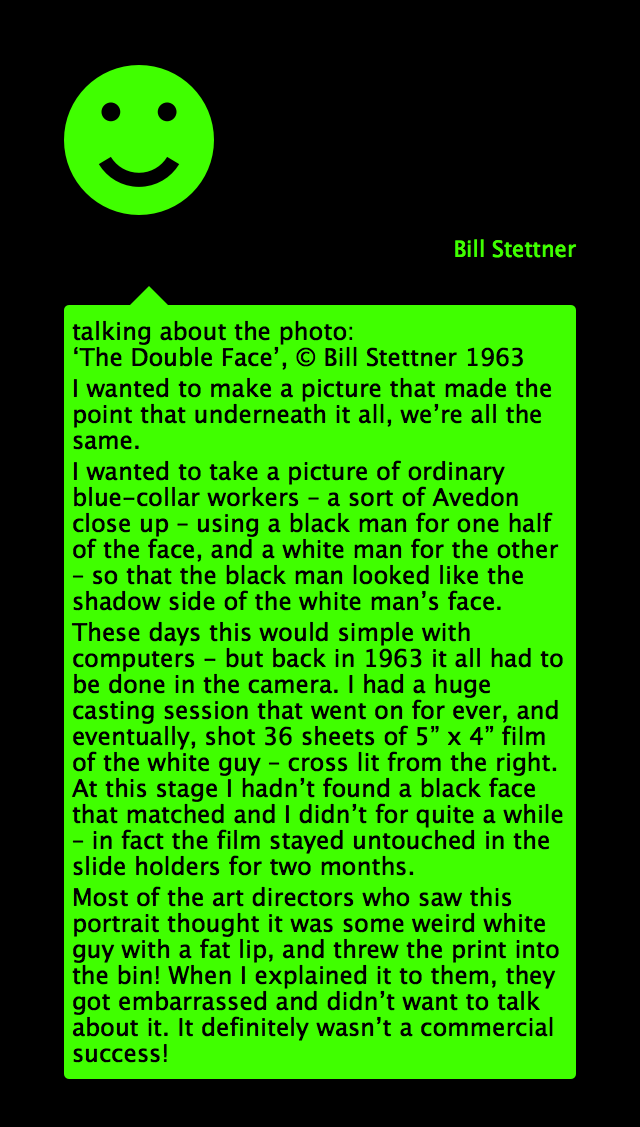 Bill Stettner
talking about the photo:
‘The Double Face’, © Bill Stettner 1963
I wanted to make a picture that made the
point that underneath it all, we’re all the
same.
I wanted to take a picture of ordinary
blue-collar workers – a sort of Avedon
close up – using a black man for one half
of the face, and a white man for the other
– so that the black man looked like the
shadow side of the white man’s face.
These days this would simple with
computers – but back in 1963 it all had to
be done in the camera. I had a huge
casting session that went on for ever, and
eventually, shot 36 sheets of 5” x 4” film
of the white guy – cross lit from the right.
At this stage I hadn’t found a black face
that matched and I didn’t for quite a while
– in fact the film stayed untouched in the
slide holders for two months.
Most of the art directors who saw this
portrait thought it was some weird white
guy with a fat lip, and threw the print into
the bin! When I explained it to them, they
got embarrassed and didn’t want to talk
about it. It definitely wasn’t a commercial
success!